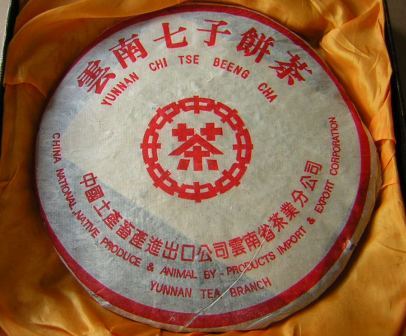 雲南七子餅茶
YUNNAN CHI TSE BEENG CHA
茶
中國土產畜產進出口公司雲南省茶業分公司
CHINA NATIONAL NATIVE PRODUCE & ANIMAL BY-PRODUCTS IMPORT & EXPORT CORPORATION
YUNNAN TEA BRANCH